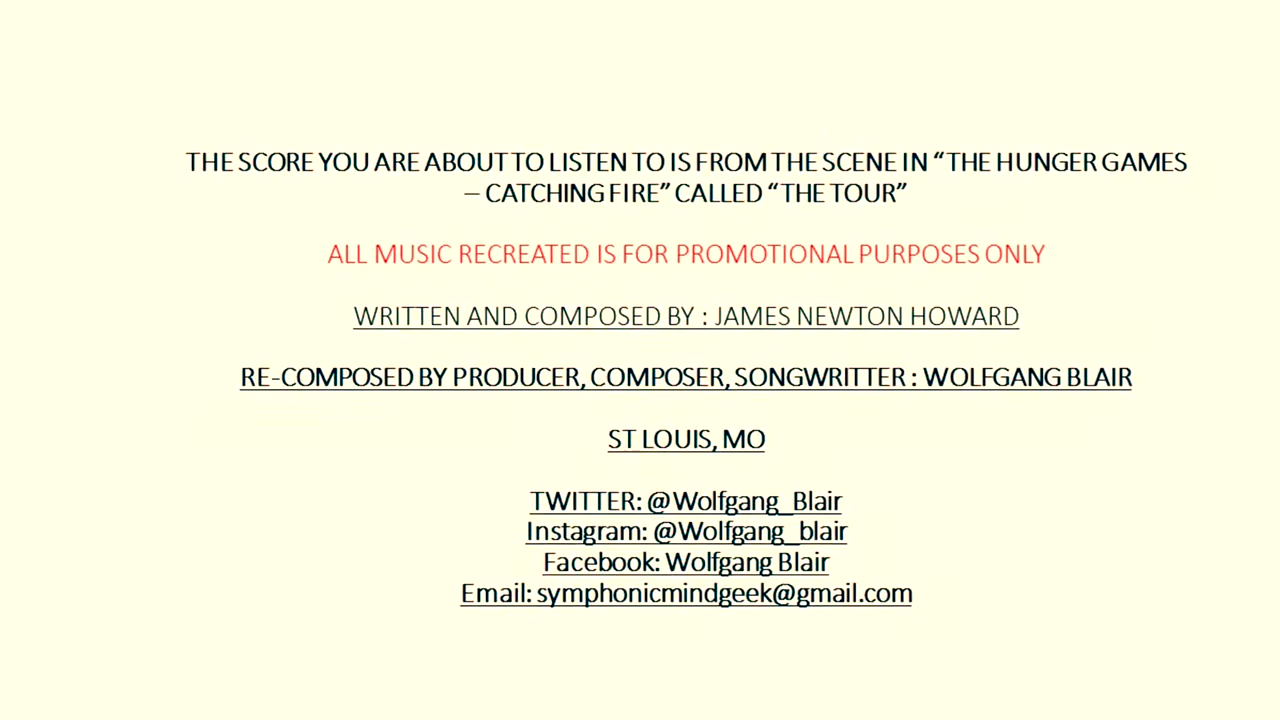 THE SCORE YOU ARE ABOUT TO LISTEN TO IS FROM THE SCENE IN “THE HUNGER GAMES
– CATCHING FIRE” CALLED “THE TOUR”
ALL MUSIC RECREATED IS FOR PROMOTIONAL PURPOSES ONLY
WRITTEN AND COMPOSED BY : JAMES NEWTON HOWARD
RE-COMPOSED BY PRODUCER, COMPOSER, SONGWRITTER : WOLFGANG BLAIR
ST LOUIS, MO
TWITTER: @Wolfgang_Blair
Instagram: @Wolfgang_blair
Facebook: Wolfgang Blair
Email: symphonicmindgeek@gmail.com